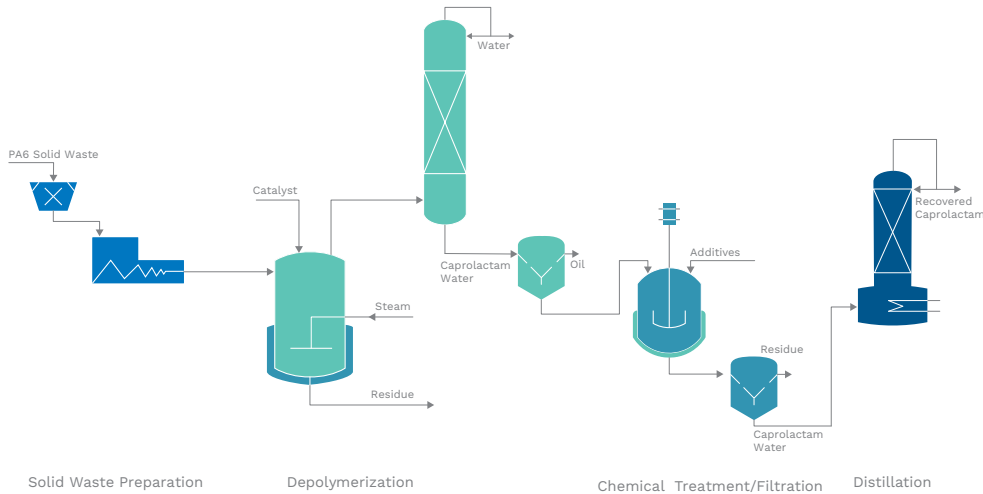 Water
PA6 Solid Waste
Catalyst
Recovered
Caprolactam
Additives
Caprolactam
Water
Oil
Steam
Residue
Residue
Caprolactam
Water
Solid Waste Preparation
Depolymerization
Chemical Treatment/Filtration
Distillation